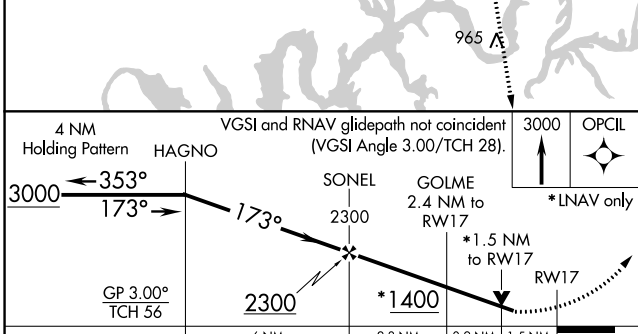 965
VGSI and RNAV glidepath not coincident
(VGSI Angle 3.00/TCH 28).
3000
OPCIL
*LNAV only
4 NM
Holding Pattern
HAGNO
353°
3000
173°
173°
SONEL
2300
GOLME
2.4 NM to
RW17
*1.5 NM
to RW17
RW17
GP 3.00°
TCH 56
2300
*1400